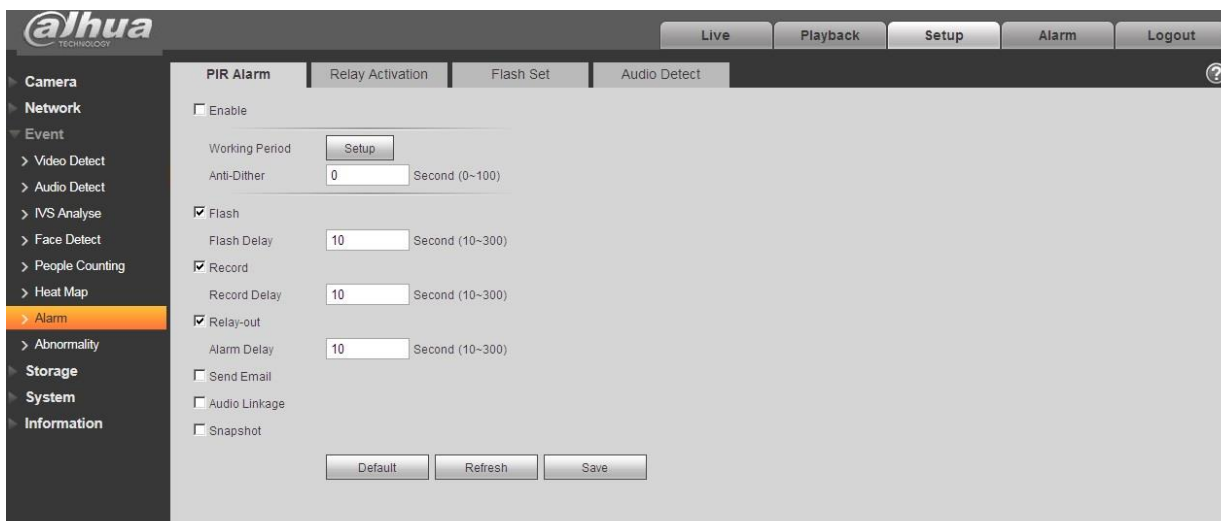 alhua
TECHNOLOGY
Live Playback Setup Alarm Logout
Camera
Network
Event
Video Detect
Audio Detect
IVS Analyse
Face Detect
People Counting
Heat Map
Alarm
Abnormality
Storage
System
Information
PIR Alarm Relay Activation Flash Set Audio Detect
?
Enable
Working Period Setup
Anti-Dither 0 Second (0~100)
Flash
Flash Delay 10 Second (10~300)
Record
Record Delay 10 Second (10~300)
Relay-out
Alarm Delay 10 Second (10~300)
Send Email
Audio Linkage
Snapshot
Default Refresh Save